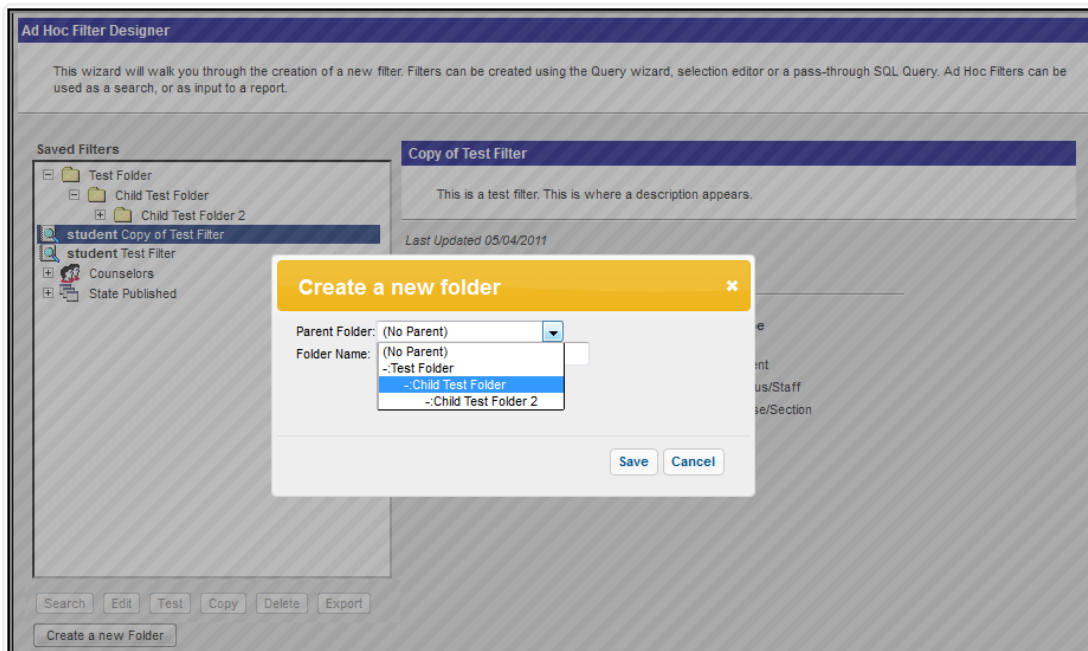 Ad Hoc Filter Designer
This wizard will walk you through the creation of a new filter. Filters can be created using the Query wizard, selection editor or a pass-through SQL Query. Ad Hoc Filters can be
used as a search, or as input to a report.
Saved Filters
Test Folder
Child Test Folder
Child Test Folder 2
student Copy of Test Filter
student Test Filter
Counselors
State Published
Copy of Test Filter
This is a test filter. This is where a description appears.
Last Updated 05/04/2011
Create a new folder
Parent Folder: (No Parent)
Folder Name:
(No Parent)
-:Test Folder
-:Child Test Folder
-:Child Test Folder 2
Save Cancel
e
ent
us/Staff
se/Section
Search Edit Test Copy Delete Export
Create a new Folder